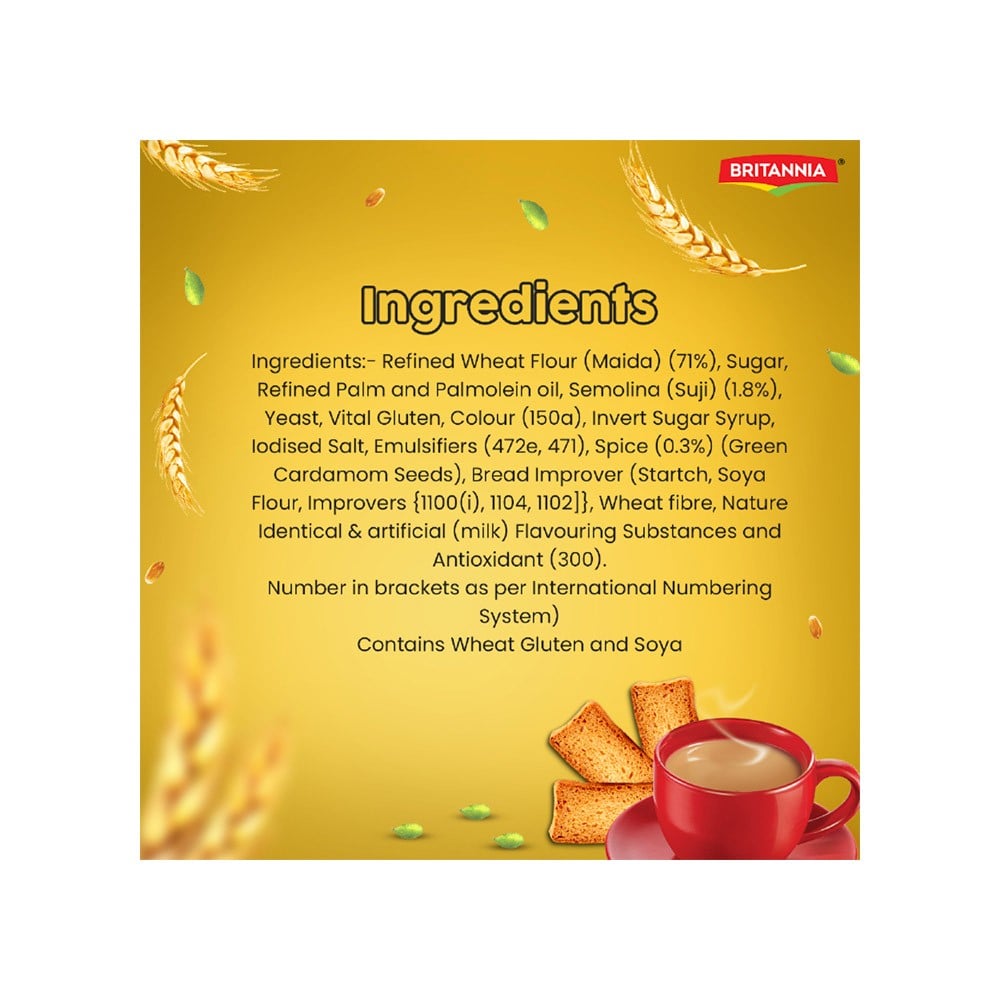 BRITANNIA®
Ingredients
Ingredients:- Refined Wheat Flour (Maida) (71%), Sugar,
Refined Palm and Palmolein oil, Semolina (Suji) (1.8%),
Yeast, Vital Gluten, Colour (150a), Invert Sugar Syrup,
Iodised Salt, Emulsifiers (472e, 471), Spice (0.3%) (Green
Cardamom Seeds), Bread Improver (Startch, Soya
Flour, Improvers {1100(i), 1104, 1102]}, Wheat fibre, Nature
Identical & artificial (milk) Flavouring Substances and
Antioxidant (300).
Number in brackets as per International Numbering
System)
Contains Wheat Gluten and Soya